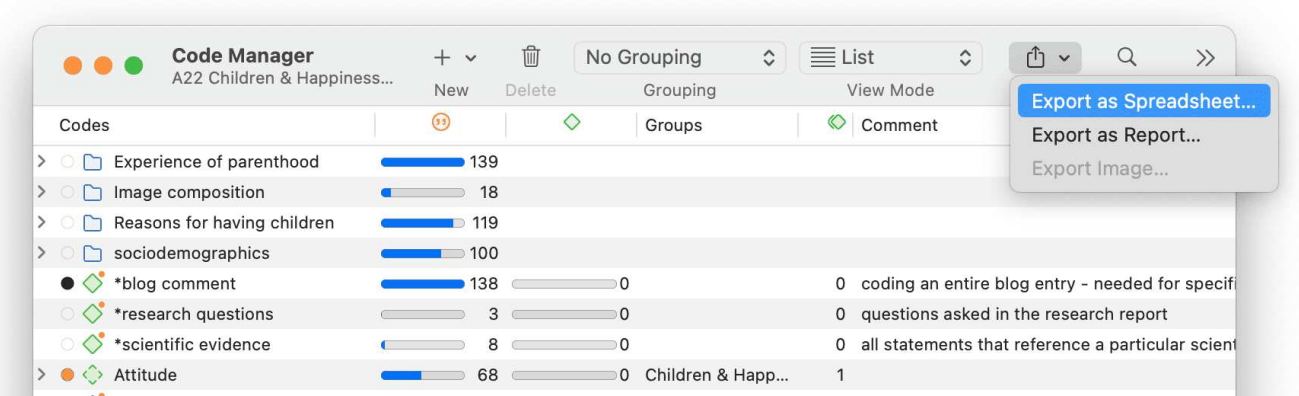 Code Manager
A22 Children & Happiness...
New
Delete
No Grouping
Grouping
List
View Mode
Export as Spreadsheet...
Export as Report...
Export Image...
Codes Groups Comment
Experience of parenthood 139
Image composition 18
Reasons for having children 119
sociodemographics 100
*blog comment 138 0 0 coding an entire blog entry - needed for specifi
*research questions 3 0 0 questions asked in the research report
*scientific evidence 8 0 0 all statements that reference a particular scient
Attitude 68 0 Children & Happ... 1